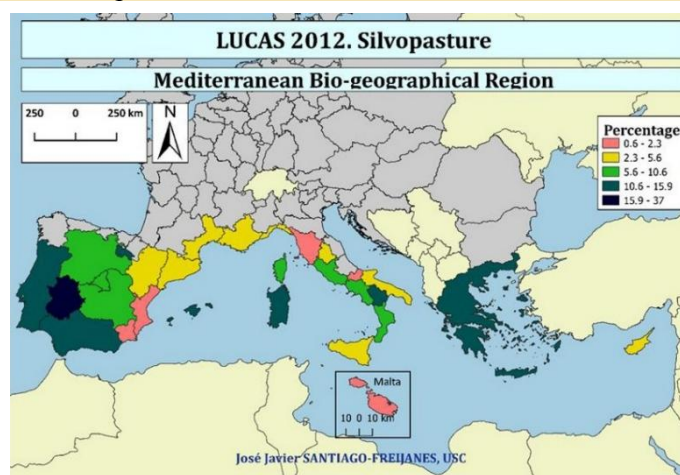 LUCAS 2012. Silvopasture
Mediterranean Bio-geographical Region
250 0 250 km
N
Percentage
0.6 - 2.3
2.3 - 5.6
5.6 - 10.6
10.6 - 15.9
15.9 - 37
Malta
10 0 10 km
José Javier SANTIAGO-FREIJANES, USC